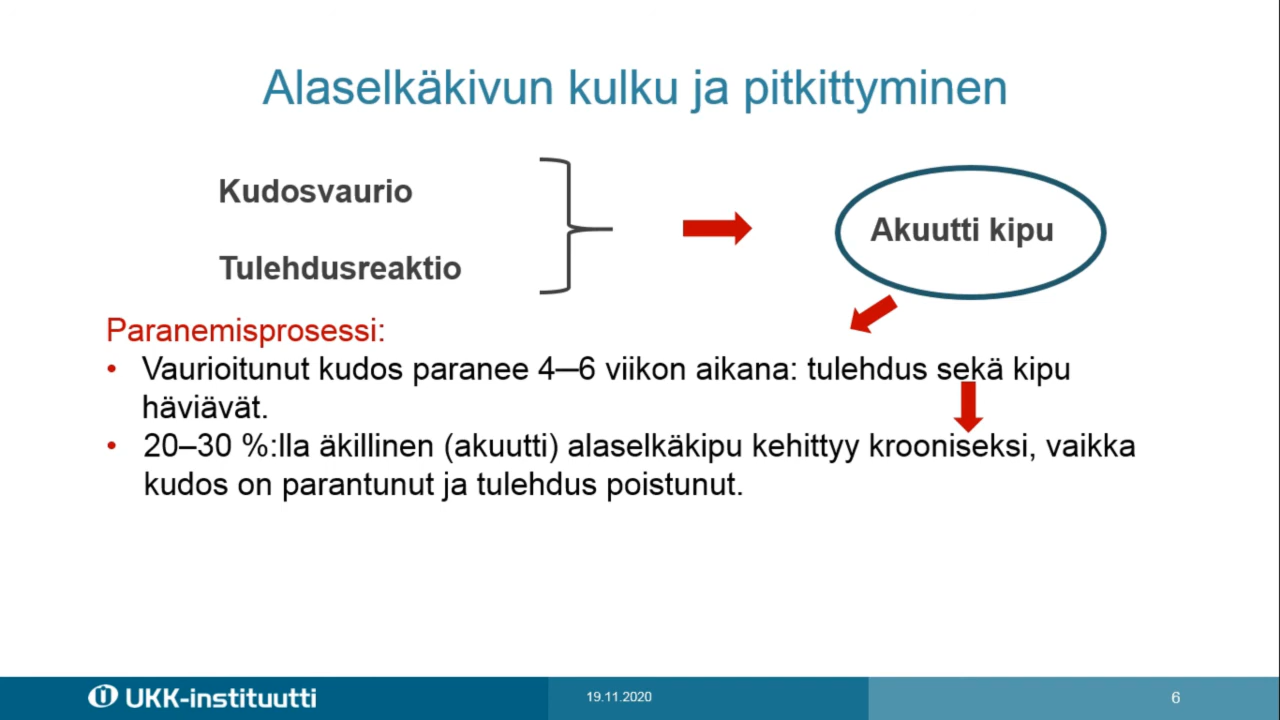 Alaselkäkivun kulku ja pitkittyminen
Kudosvaurio
Tulehdusreaktio
Akuutti kipu
Paranemisprosessi:
• Vaurioitunut kudos paranee 4–6 viikon aikana: tulehdus sekä kipu
häviävät.
• 20–30 %:lla äkillinen (akuutti) alaselkäkipu kehittyy krooniseksi, vaikka
kudos on parantunut ja tulehdus poistunut.
UKK-instituutti
19.11.2020
6